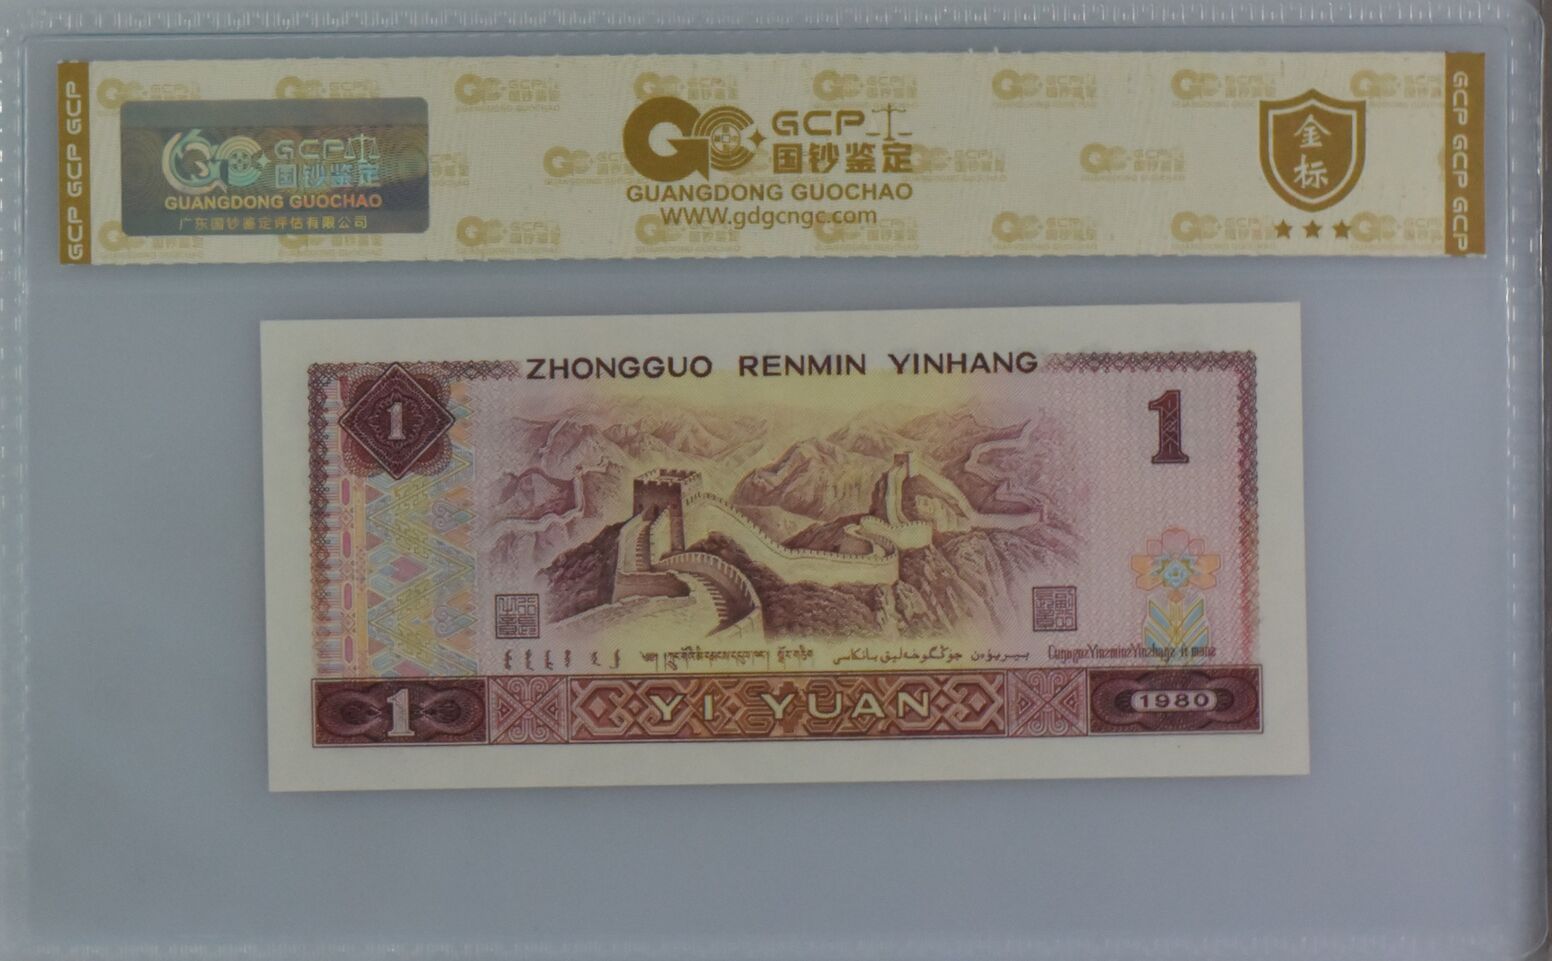 GCP GCP GCP
GCP
国钞鉴定
GUANGDONG GUOCHAO
广东国钞鉴定评估有限公司
GCP
国钞鉴定
GUANGDONG GUOCHAO
WWW.gdgcngc.com
金
标
GCP GCP GCP
ZHONGGUO RENMIN YINHANG
1
1
YI YUAN
1
1980